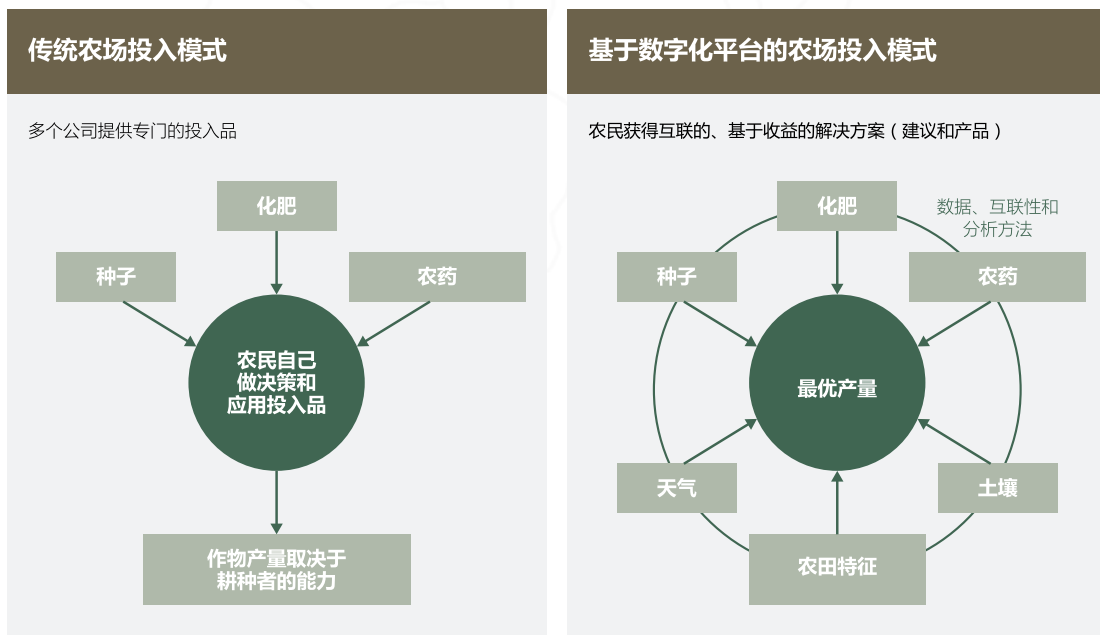 传统农场投入模式
多个公司提供专门的投入品
化肥
种子
农药
农民自己
做决策和
应用投入品
作物产量取决于
耕种者的能力
基于数字化平台的农场投入模式
农民获得互联的、基于收益的解决方案（建议和产品）
化肥
数据、互联性和
分析方法
种子
农药
最优产量
天气
土壤
农田特征